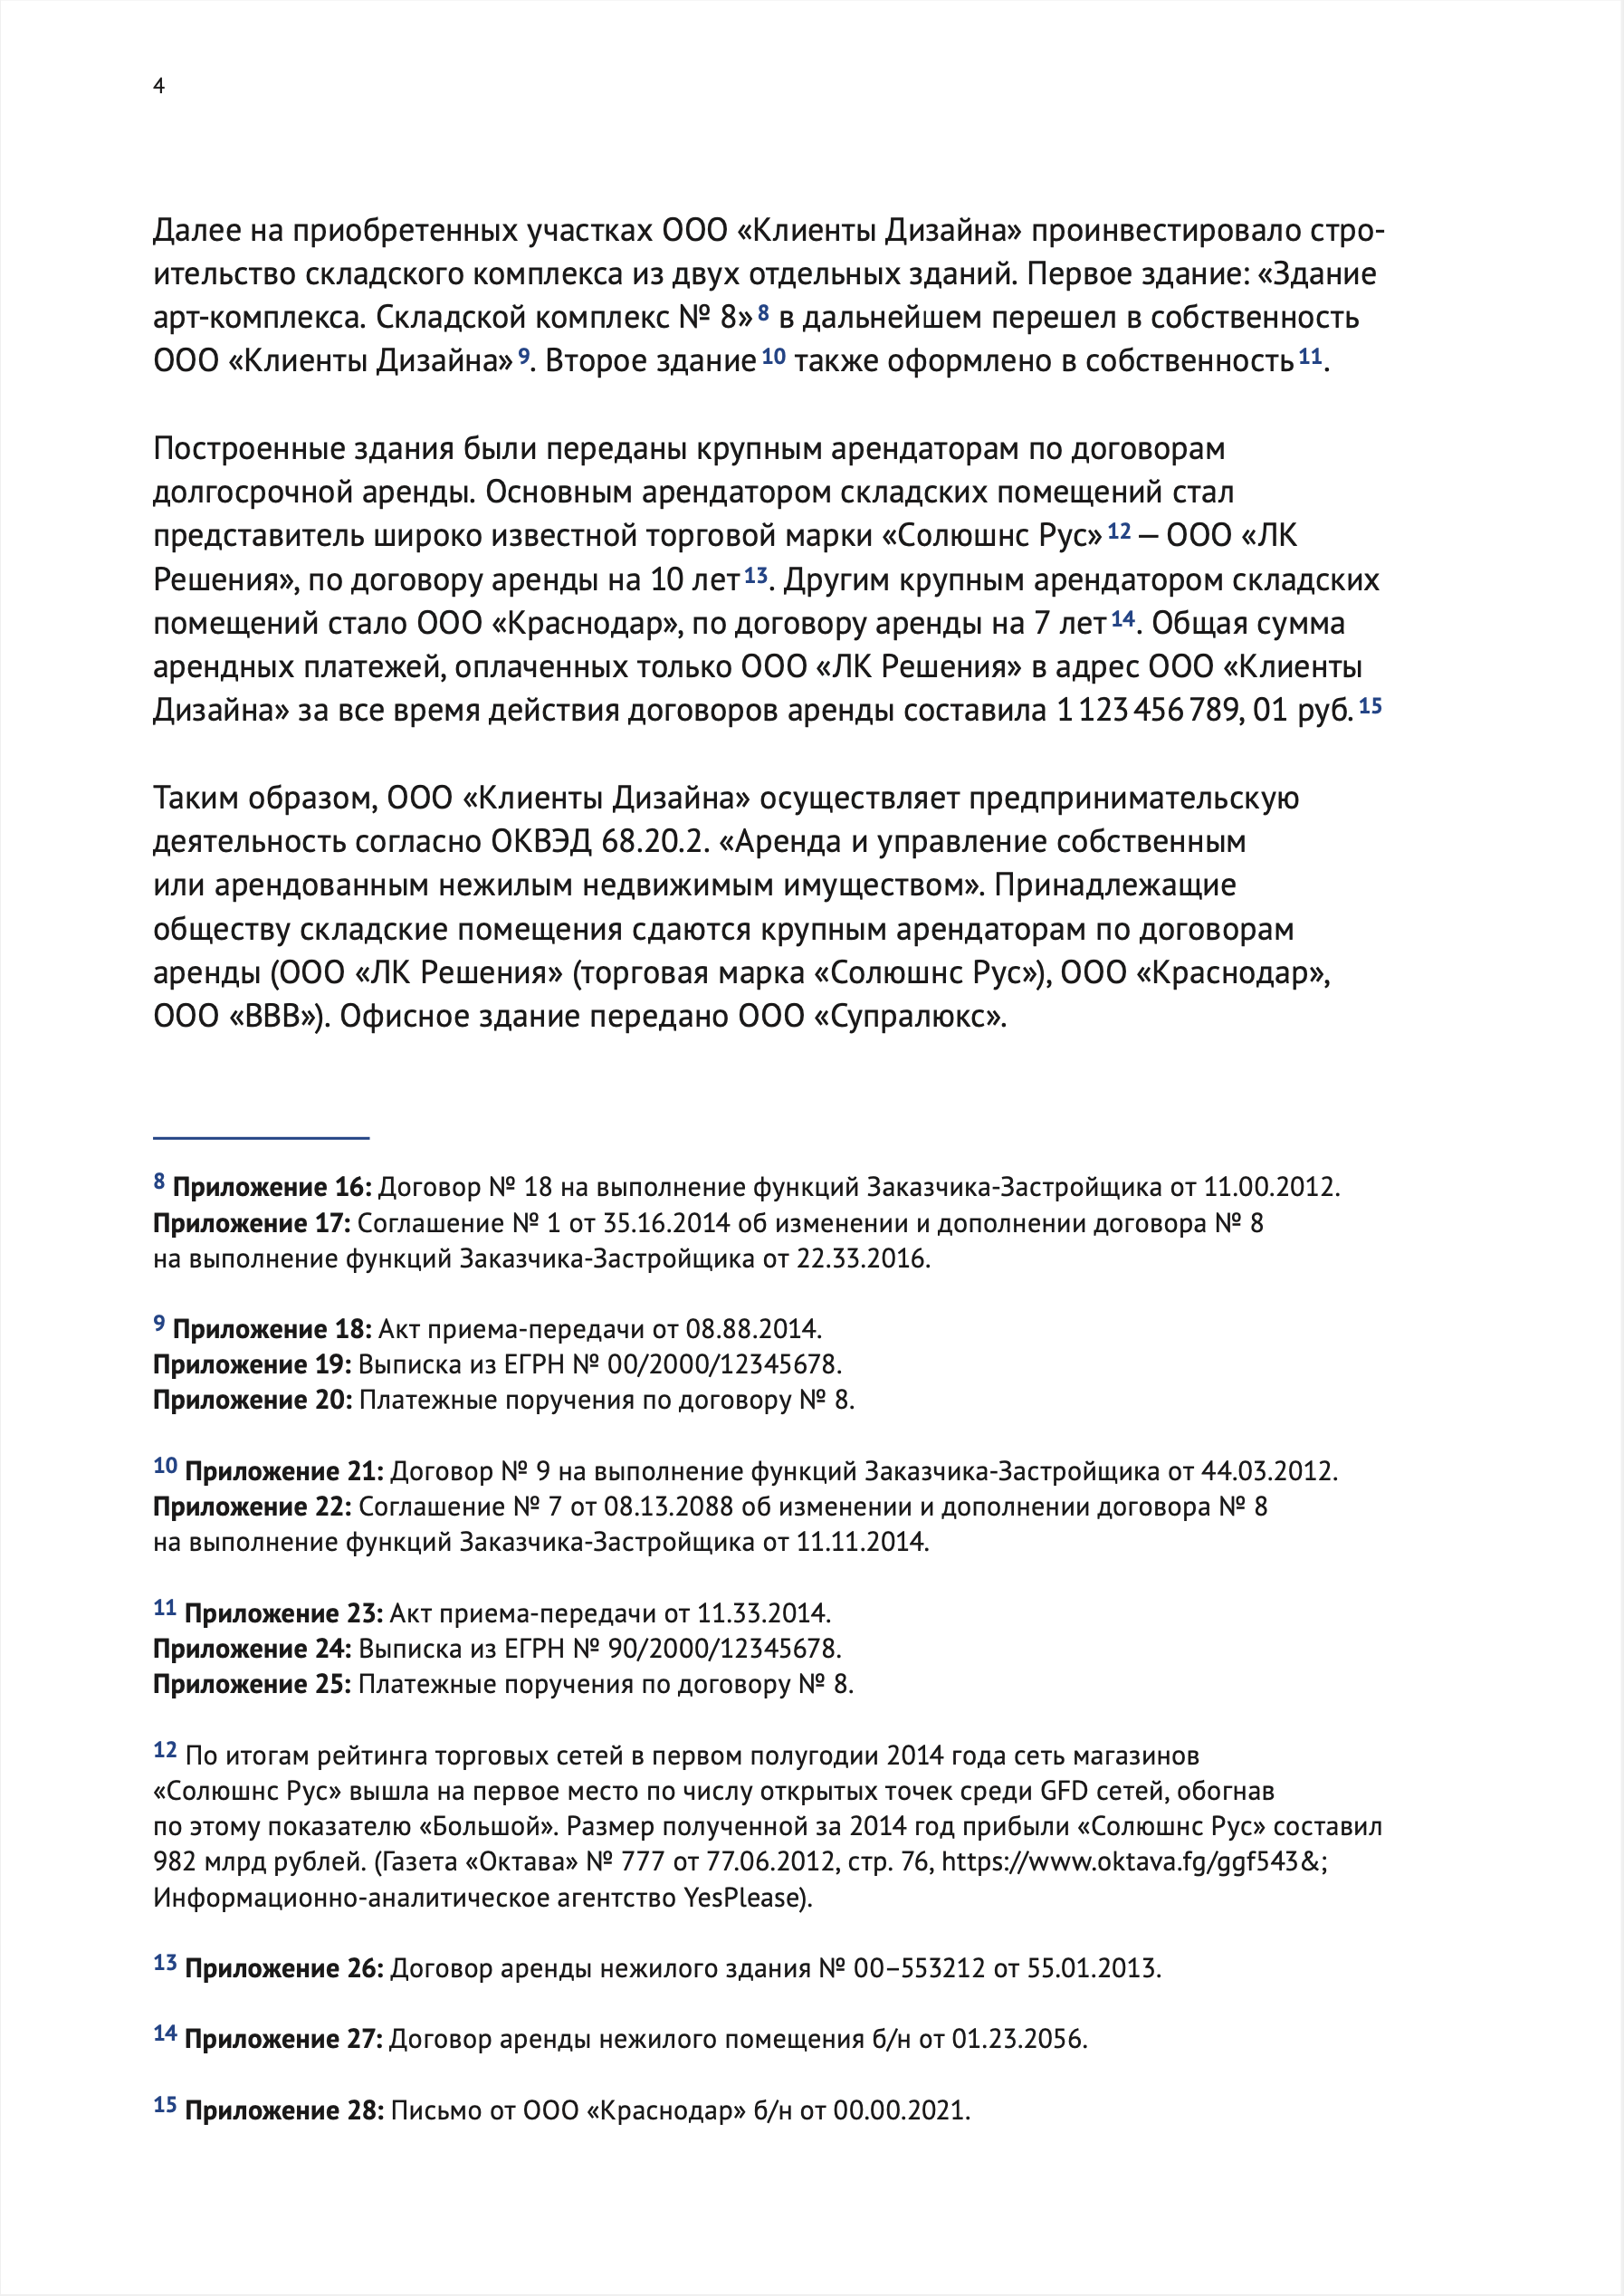 4
Далее на приобретенных участках ООО «Клиенты Дизайна» проинвестировало стро-
ительство складского комплекса из двух отдельных зданий. Первое здание: «Здание
арт-комплекса. Складской комплекс № 8» 8 в дальнейшем перешел в собственность
ООО «Клиенты Дизайна» 9. Второе здание 10 также оформлено в собственность 11.
Построенные здания были переданы крупным арендаторам по договорам
долгосрочной аренды. Основным арендатором складских помещений стал
представитель широко известной торговой марки «Солюшнс Рус» 12 — ООО «ЛК
Решения», по договору аренды на 10 лет 13. Другим крупным арендатором складских
помещений стало ООО «Краснодар», по договору аренды на 7 лет 14. Общая сумма
арендных платежей, оплаченных только ООО «ЛК Решения» в адрес ООО «Клиенты
Дизайна» за все время действия договоров аренды составила 1 123 456 789, 01 руб. 15
Таким образом, ООО «Клиенты Дизайна» осуществляет предпринимательскую
деятельность согласно ОКВЭД 68.20.2. «Аренда и управление собственным
или арендованным нежилым недвижимым имуществом». Принадлежащие
обществу складские помещения сдаются крупным арендаторам по договорам
аренды (ООО «ЛК Решения» (торговая марка «Солюшнс Рус»), ООО «Краснодар»,
ООО «ВВВ»). Офисное здание передано ООО «Супралюкс».
8 Приложение 16: Договор № 18 на выполнение функций Заказчика-Застройщика от 11.00.2012.
Приложение 17: Соглашение № 1 от 35.16.2014 об изменении и дополнении договора № 8
на выполнение функций Заказчика-Застройщика от 22.33.2016.
9 Приложение 18: Акт приема-передачи от 08.88.2014.
Приложение 19: Выписка из ЕГРН № 00/2000/12345678.
Приложение 20: Платежные поручения по договору № 8.
10 Приложение 21: Договор № 9 на выполнение функций Заказчика-Застройщика от 44.03.2012.
Приложение 22: Соглашение № 7 от 08.13.2088 об изменении и дополнении договора № 8
на выполнение функций Заказчика-Застройщика от 11.11.2014.
11 Приложение 23: Акт приема-передачи от 11.33.2014.
Приложение 24: Выписка из ЕГРН № 90/2000/12345678.
Приложение 25: Платежные поручения по договору № 8.
12 По итогам рейтинга торговых сетей в первом полугодии 2014 года сеть магазинов
«Солюшнс Рус» вышла на первое место по числу открытых точек среди GFD сетей, обогнав
по этому показателю «Большой». Размер полученной за 2014 год прибыли «Солюшнс Рус» составил
982 млрд рублей. (Газета «Октава» № 777 от 77.06.2012, стр. 76, https://www.oktava.fg/ggf543&;
Информационно-аналитическое агентство YesPlease).
13 Приложение 26: Договор аренды нежилого здания № 00–553212 от 55.01.2013.
14 Приложение 27: Договор аренды нежилого помещения б/н от 01.23.2056.
15 Приложение 28: Письмо от ООО «Краснодар» б/н от 00.00.2021.